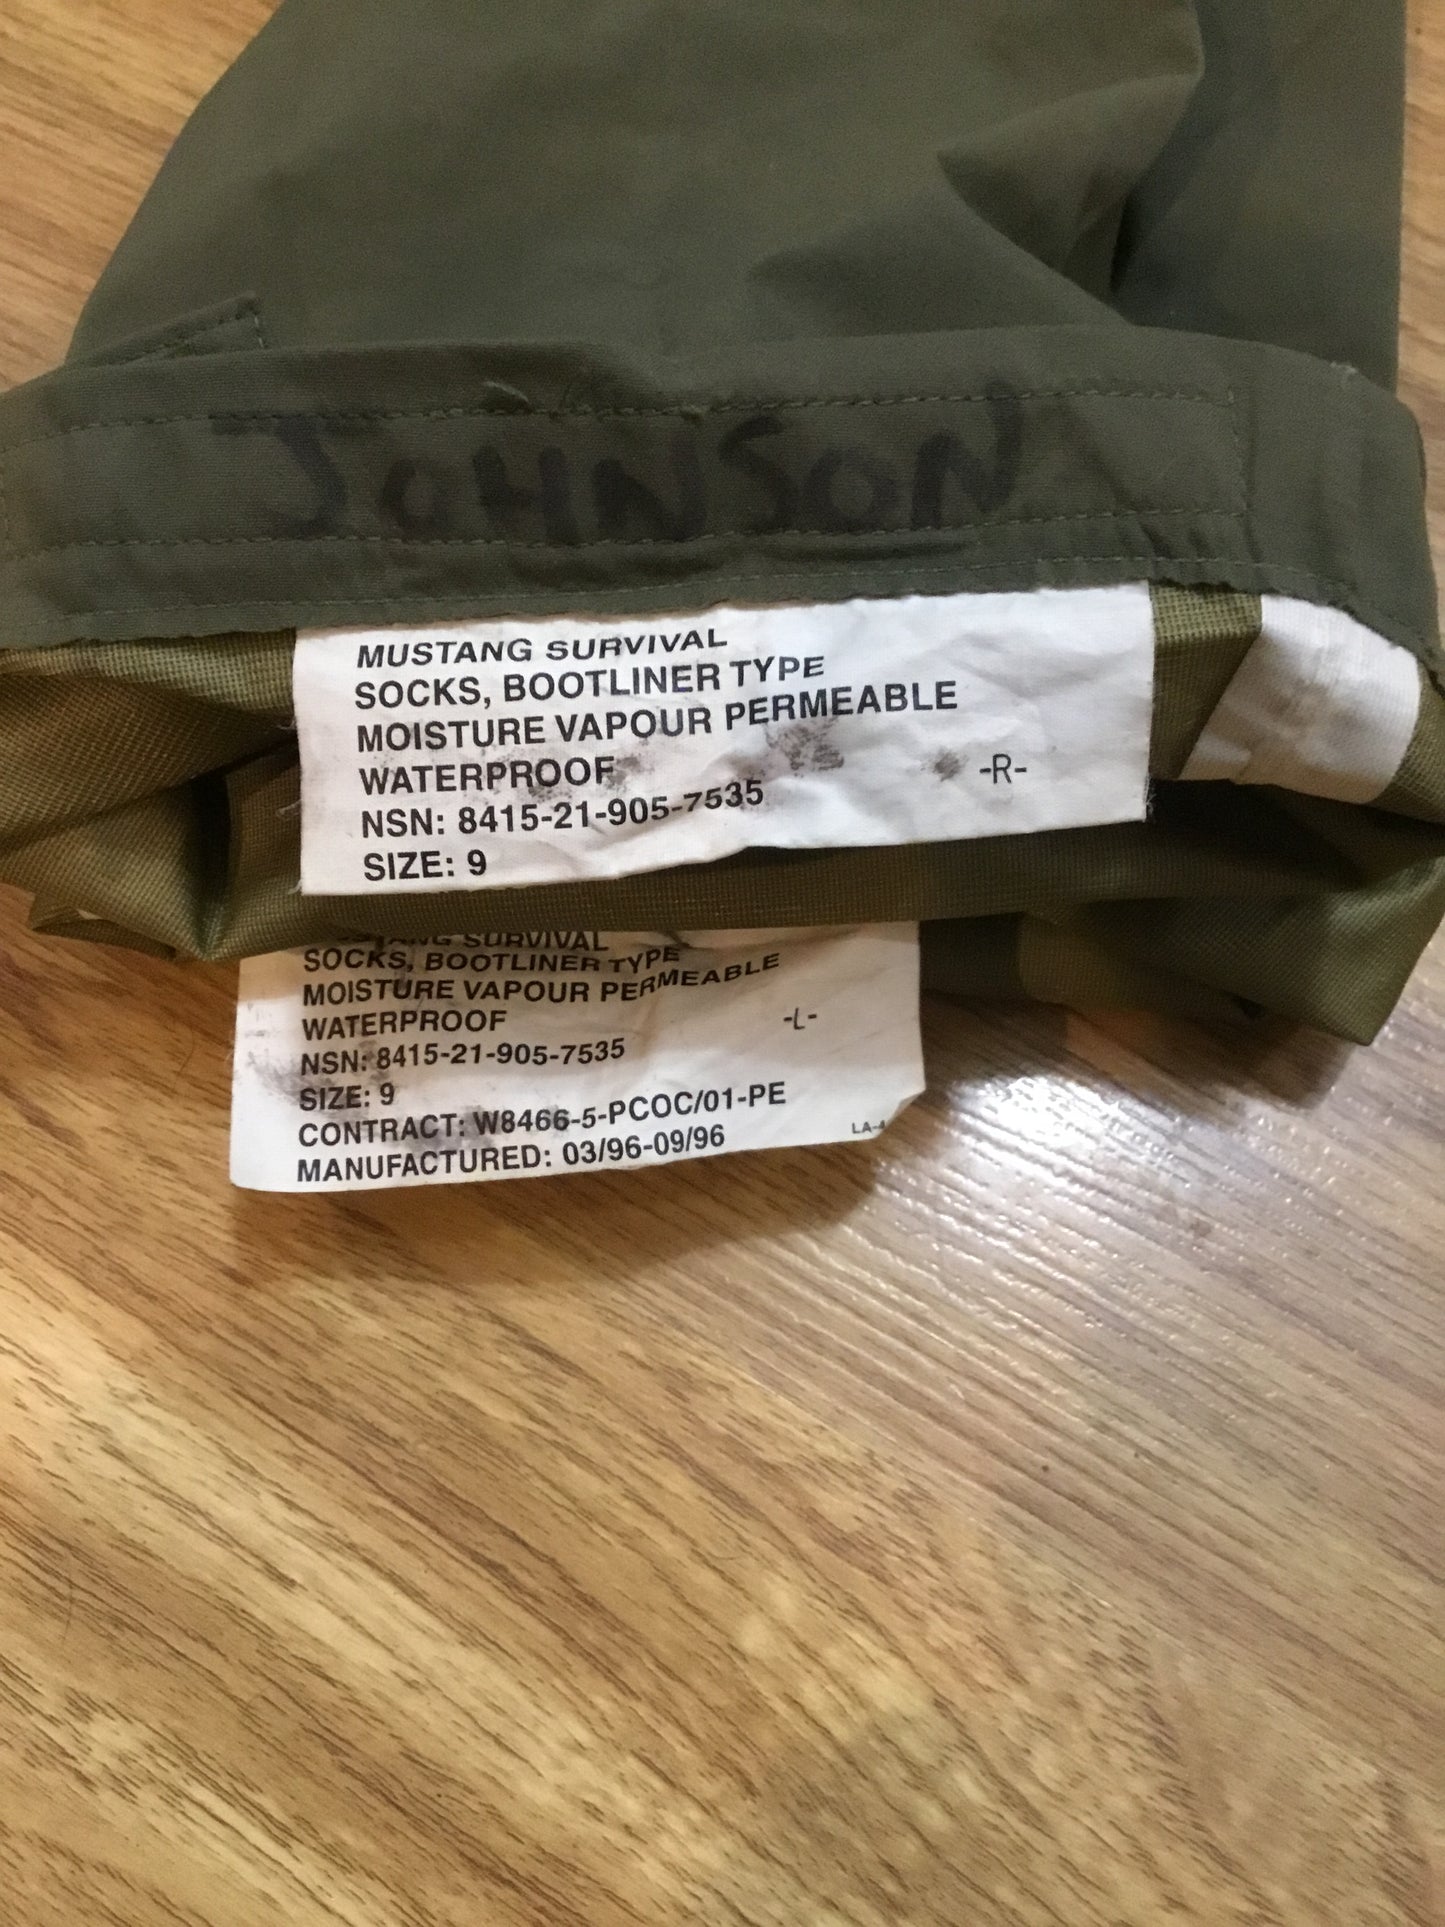 JOHNSON
MUSTANG SURVIVAL
SOCKS, BOOTLINER TYPE
MOISTURE VAPOUR PERMEABLE
WATERPROOF -R-
NSN: 8415-21-905-7535
SIZE: 9
SURVIVAL
SOCKS, BOOTLINER TYPE
MOISTURE VAPOUR PERMEABLE
WATERPROOF -L-
NSN: 8415-21-905-7535
SIZE: 9
CONTRACT: W8466-5-PCOC/01-PE
MANUFACTURED: 03/96-09/96